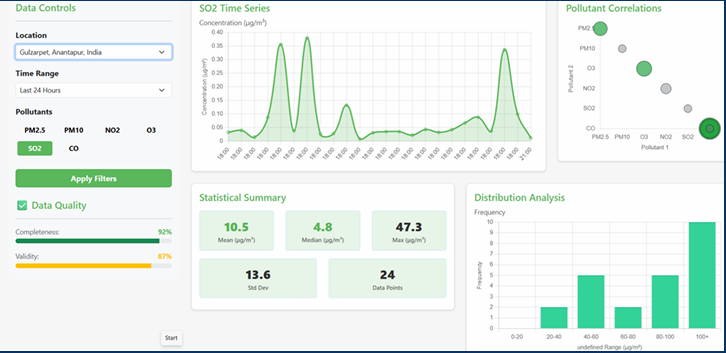 Data Controls
Location
Gulzarpet, Anantapur, India
Time Range
Last 24 Hours
Pollutants
PM2.5 PM10 NO2 O3
SO2 CO
Apply Filters
Data Quality
Completeness: 92%
Validity: 87%
Start
SO2 Time Series
Concentration (µg/m³)
Concentration (µg/m³)
0.40
0.35
0.30
0.25
0.20
0.15
0.10
0.05
0
18:00 18:00 18:00 18:00 18:00 18:00 18:00 18:00 18:00 18:00 18:00 18:00 18:00 18:00 18:00 18:00 18:00 18:00 18:00 21:00
Pollutant Correlations
Pollutant 2
PM2.5
PM10
O3
NO2
SO2
CO
PM2.5 PM10 O3 NO2 SO2 CO
Pollutant 1
Statistical Summary
10.5
Mean (µg/m³)
4.8
Median (µg/m³)
47.3
Max (µg/m³)
13.6
Std Dev
24
Data Points
Distribution Analysis
Frequency
Frequency
10
9
8
7
6
5
4
3
2
1
0
0-20 20-40 40-60 60-80 80-100 100+
undefined Range (µg/m³)